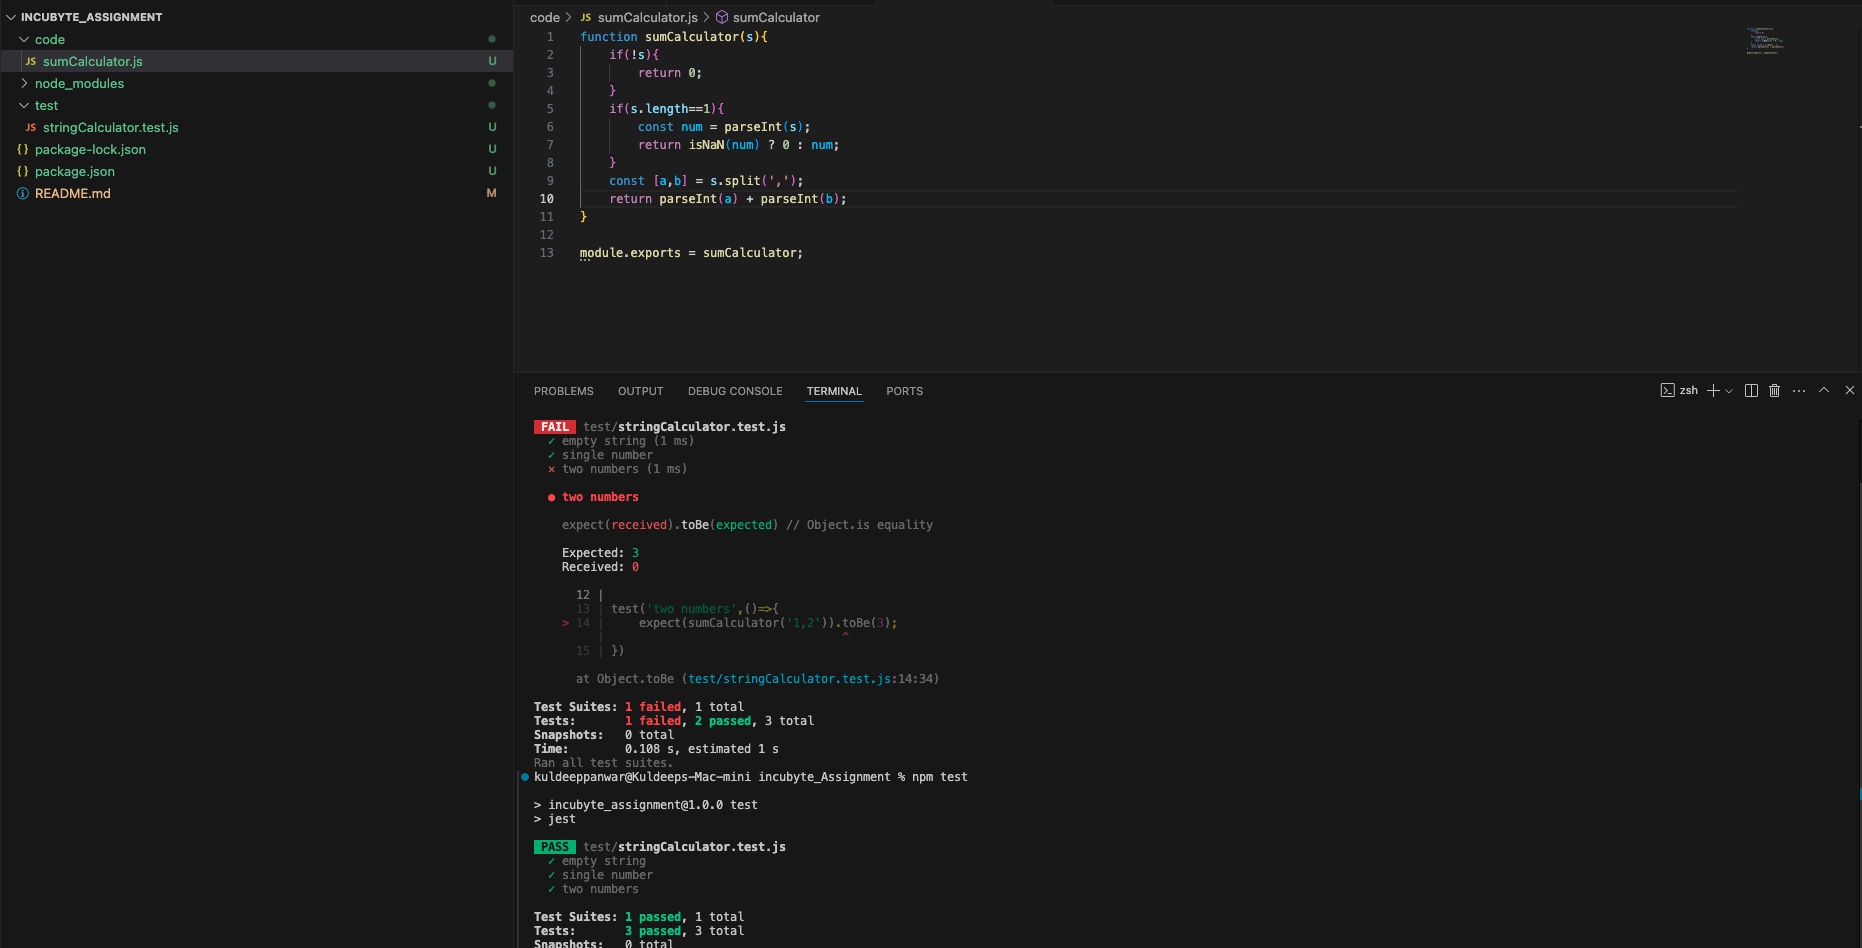 INCUBYTE_ASSIGNMENT
code
JS sumCalculator.js U
node_modules
test
JS stringCalculator.test.js U
{} package-lock.json U
{} package.json U
README.md M
code > JS sumCalculator.js > sumCalculator
1 function sumCalculator(s){
2     if(!s){
3         return 0;
4     }
5     if(s.length==1){
6         const num = parseInt(s);
7         return isNaN(num) ? 0 : num;
8     }
9     const [a,b] = s.split(',');
10     return parseInt(a) + parseInt(b);
11 }
12
13 module.exports = sumCalculator;
PROBLEMS OUTPUT DEBUG CONSOLE TERMINAL PORTS
zsh
FAIL test/stringCalculator.test.js
✓ empty string (1 ms)
✓ single number
× two numbers (1 ms)
● two numbers
expect(received).toBe(expected) // Object.is equality
Expected: 3
Received: 0
12 |
13 | test('two numbers',()=>{
> 14 |     expect(sumCalculator('1,2')).toBe(3);
|                                  ^
15 | })
at Object.toBe (test/stringCalculator.test.js:14:34)
Test Suites: 1 failed, 1 total
Tests:       1 failed, 2 passed, 3 total
Snapshots:   0 total
Time:        0.108 s, estimated 1 s
Ran all test suites.
kuldeeppanwar@Kuldeeps-Mac-mini incubyte_Assignment % npm test
> incubyte_assignment@1.0.0 test
> jest
PASS test/stringCalculator.test.js
✓ empty string
✓ single number
✓ two numbers
Test Suites: 1 passed, 1 total
Tests:       3 passed, 3 total
Snapshots:   0 total